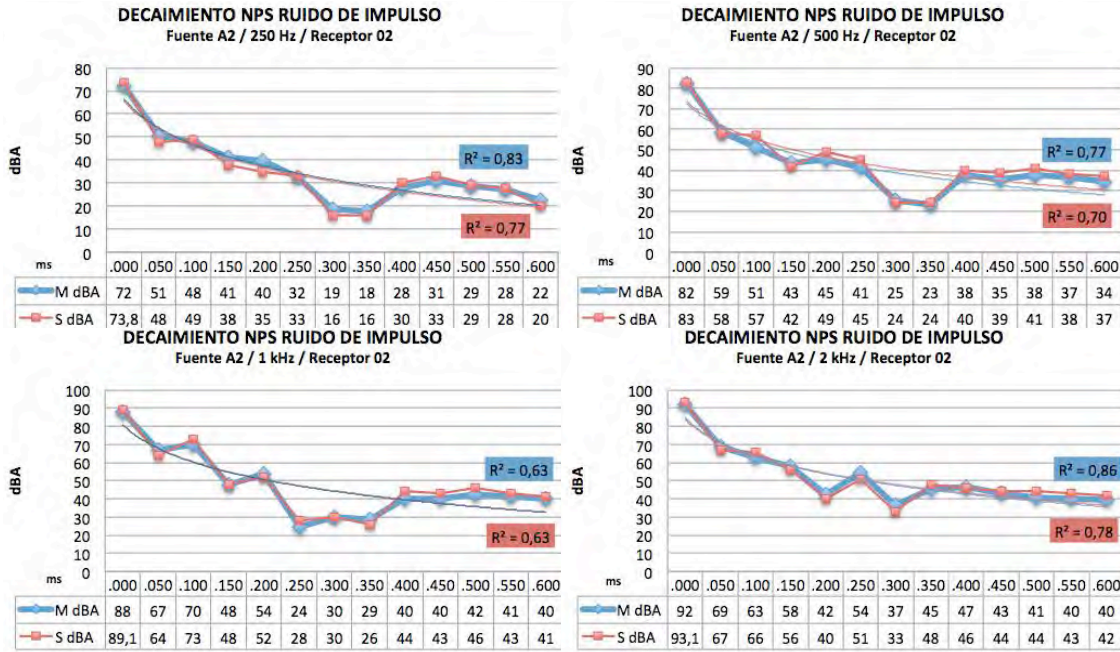 DECAIMIENTO NPS RUIDO DE IMPULSO
Fuente A2 / 250 Hz / Receptor 02
80
70
60
50
40
30
20
10
0
dBA
R² = 0,83
R² = 0,77
ms .000 .050 .100 .150 .200 .250 .300 .350 .400 .450 .500 .550 .600
M dBA 72 51 48 41 40 32 19 18 28 31 29 28 22
S dBA 73,8 48 49 38 35 33 16 16 30 33 29 28 20
DECAIMIENTO NPS RUIDO DE IMPULSO
Fuente A2 / 500 Hz / Receptor 02
90
80
70
60
50
40
30
20
10
0
dBA
R² = 0,77
R² = 0,70
ms .000 .050 .100 .150 .200 .250 .300 .350 .400 .450 .500 .550 .600
M dBA 82 59 51 43 45 41 25 23 38 35 38 37 34
S dBA 83 58 57 42 49 45 24 24 40 39 41 38 37
DECAIMIENTO NPS RUIDO DE IMPULSO
Fuente A2 / 1 kHz / Receptor 02
100
90
80
70
60
50
40
30
20
10
0
dBA
R² = 0,63
R² = 0,63
ms .000 .050 .100 .150 .200 .250 .300 .350 .400 .450 .500 .550 .600
M dBA 88 67 70 48 54 24 30 29 40 40 42 41 40
S dBA 89,1 64 73 48 52 28 30 26 44 43 46 43 41
DECAIMIENTO NPS RUIDO DE IMPULSO
Fuente A2 / 2 kHz / Receptor 02
100
90
80
70
60
50
40
30
20
10
0
dBA
R² = 0,86
R² = 0,78
ms .000 .050 .100 .150 .200 .250 .300 .350 .400 .450 .500 .550 .600
M dBA 92 69 63 58 42 54 37 45 47 43 41 40 40
S dBA 93,1 67 66 56 40 51 33 48 46 44 44 43 42